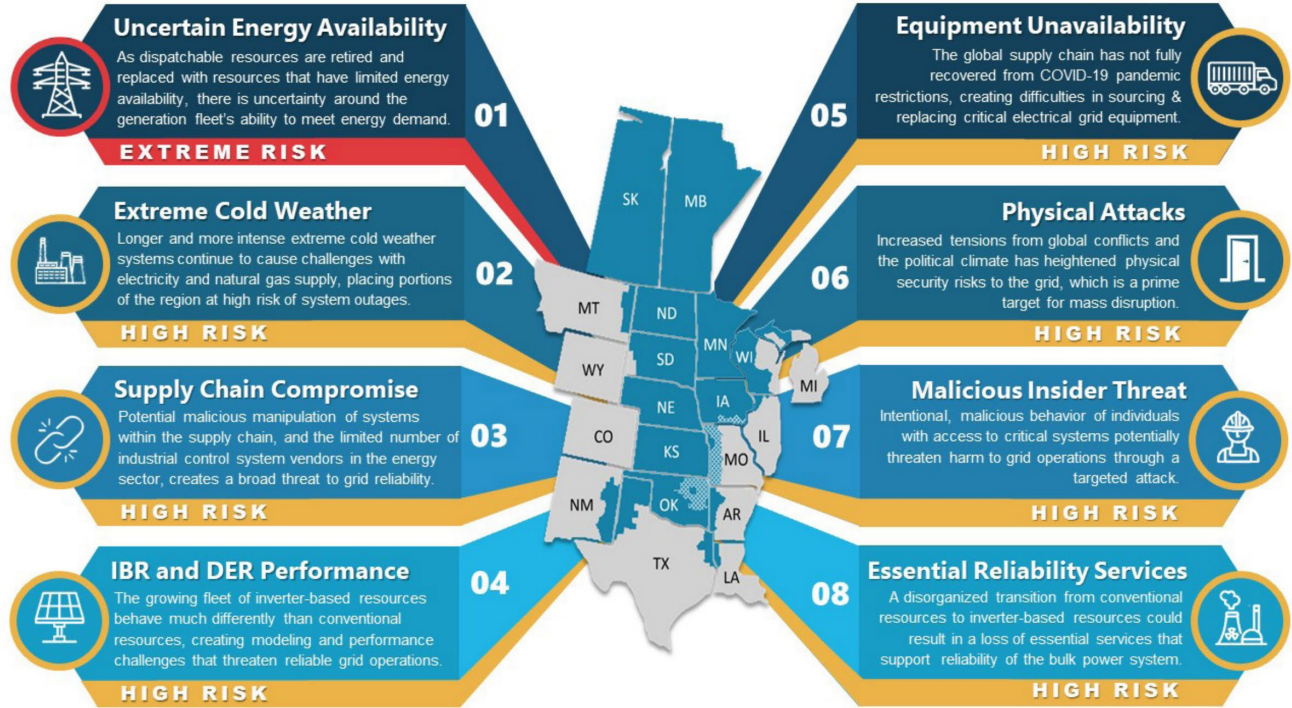 Uncertain Energy Availability
As dispatchable resources are retired and
replaced with resources that have limited energy
availability, there is uncertainty around the
generation fleet's ability to meet energy demand.
EXTREME RISK
01
Extreme Cold Weather
Longer and more intense extreme cold weather
systems continue to cause challenges with
electricity and natural gas supply, placing portions
of the region at high risk of system outages.
HIGH RISK
02
Supply Chain Compromise
Potential malicious manipulation of systems
within the supply chain, and the limited number of
industrial control system vendors in the energy
sector, creates a broad threat to grid reliability.
HIGH RISK
03
IBR and DER Performance
The growing fleet of inverter-based resources
behave much differently than conventional
resources, creating modeling and performance
challenges that threaten reliable grid operations.
HIGH RISK
04
SK
MB
MT
ND
MN
WI
WY
SD
MI
NE
IA
CO
KS
MO
IL
NM
OK
AR
TX
LA
Equipment Unavailability
The global supply chain has not fully
recovered from COVID-19 pandemic
restrictions, creating difficulties in sourcing &
replacing critical electrical grid equipment.
HIGH RISK
05
Physical Attacks
Increased tensions from global conflicts and
the political climate has heightened physical
security risks to the grid, which is a prime
target for mass disruption.
HIGH RISK
06
Malicious Insider Threat
Intentional, malicious behavior of individuals
with access to critical systems potentially
threaten harm to grid operations through a
targeted attack.
HIGH RISK
07
Essential Reliability Services
A disorganized transition from conventional
resources to inverter-based resources could
result in a loss of essential services that
support reliability of the bulk power system.
HIGH RISK
08